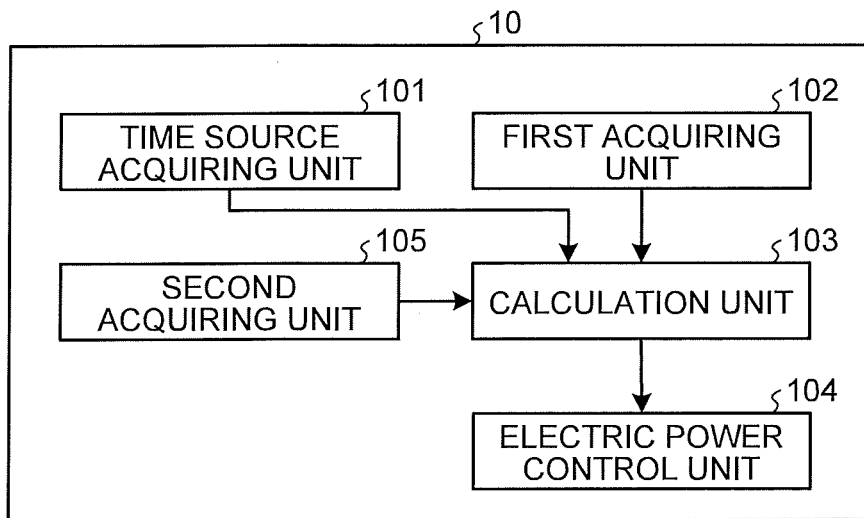 10
101
TIME SOURCE
ACQUIRING UNIT
102
FIRST ACQUIRING
UNIT
105
SECOND
ACQUIRING UNIT
103
CALCULATION UNIT
104
ELECTRIC POWER
CONTROL UNIT